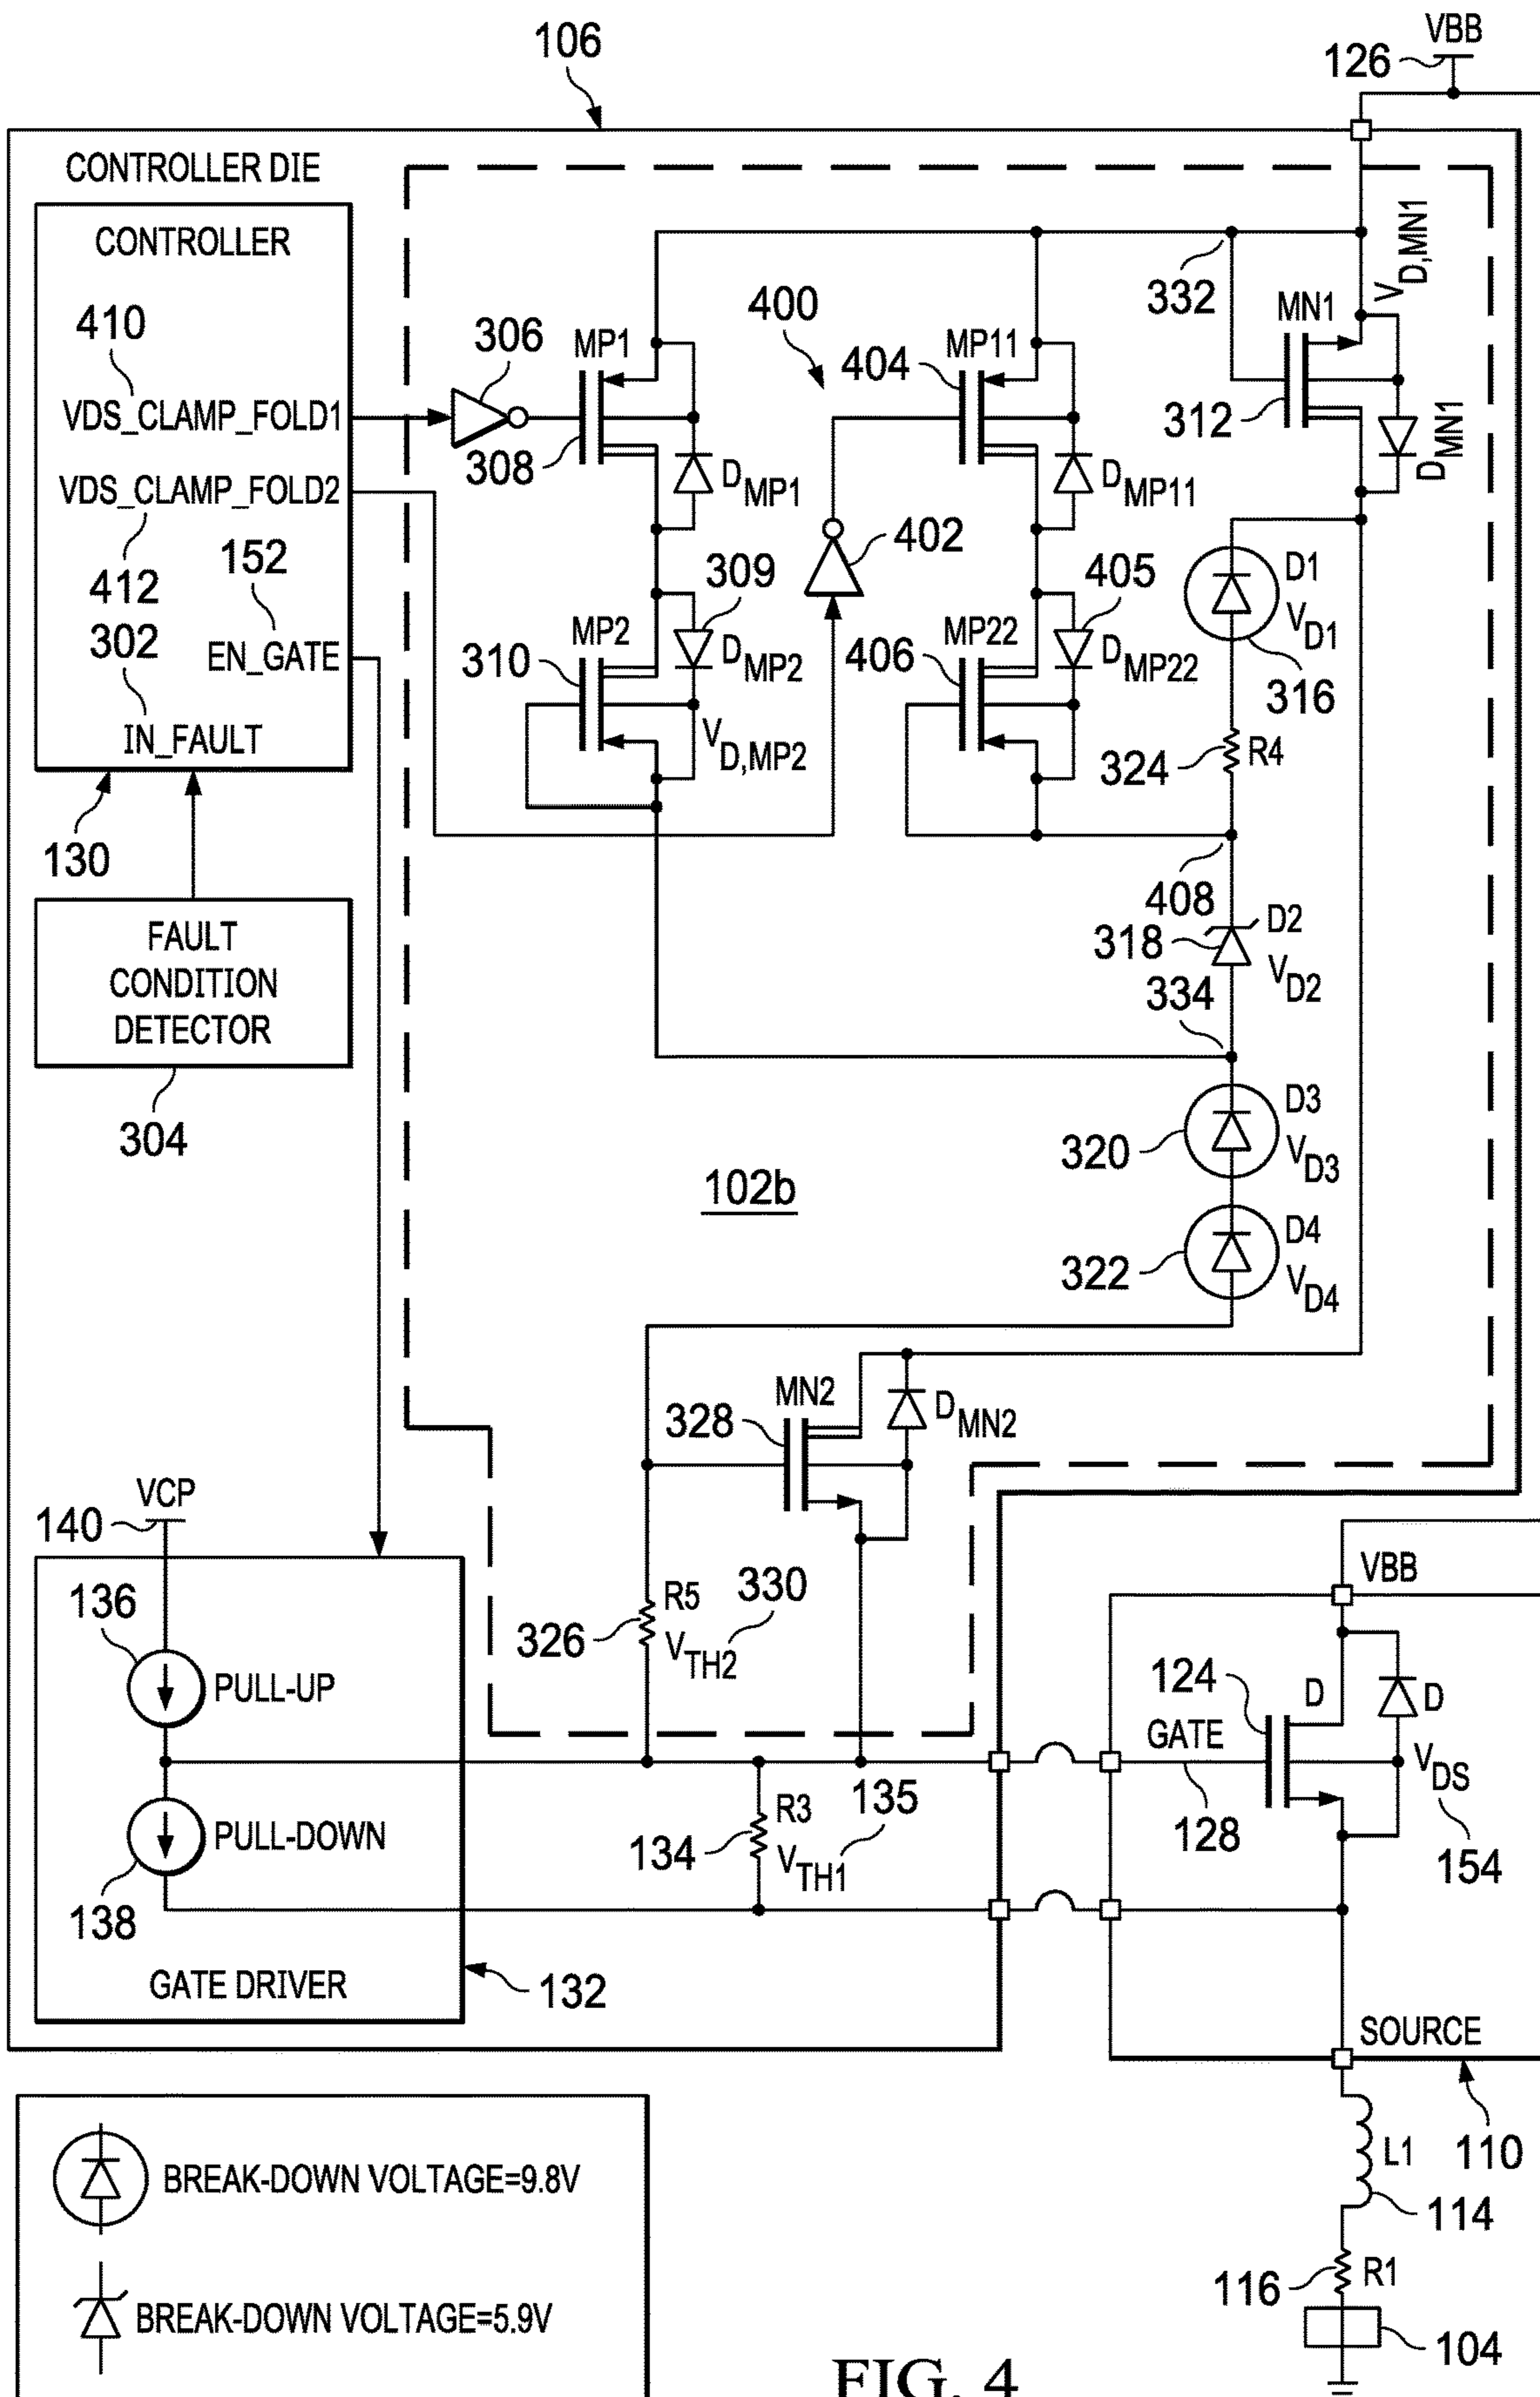 106
VBB
126
CONTROLLER DIE
CONTROLLER
410
VDS_CLAMP_FOLD1
VDS_CLAMP_FOLD2
412
152
302
EN_GATE
IN_FAULT
130
FAULT
CONDITION
DETECTOR
304
306
MP1
308
DMP1
309
MP2
310
DMP2
VD,MP2
400
404
MP11
DMP11
402
405
MP22
406
DMP22
332
MN1
VD,MN1
312
DMN1
D1
VD1
316
324
R4
408
318
D2
VD2
334
D3
320
VD3
102b
D4
322
VD4
MN2
328
DMN2
R5
326
VTH2
330
VCP
140
136
PULL-UP
PULL-DOWN
138
GATE DRIVER
132
R3
134
VTH1
135
VBB
124
D
D
GATE
128
VDS
154
SOURCE
110
L1
114
116
R1
104
BREAK-DOWN VOLTAGE=9.8V
BREAK-DOWN VOLTAGE=5.9V
FIG. 4